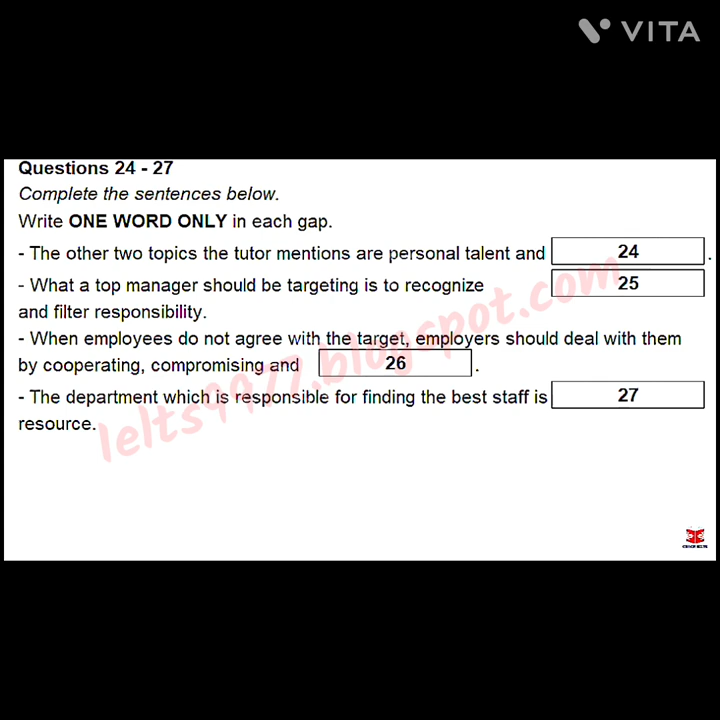 VITA
Questions 24 - 27
Complete the sentences below.
Write ONE WORD ONLY in each gap.
- The other two topics the tutor mentions are personal talent and 24 .
- What a top manager should be targeting is to recognize 25
and filter responsibility.
- When employees do not agree with the target, employers should deal with them
by cooperating, compromising and 26 .
- The department which is responsible for finding the best staff is 27
resource.
Ielts9977.blogspot.com